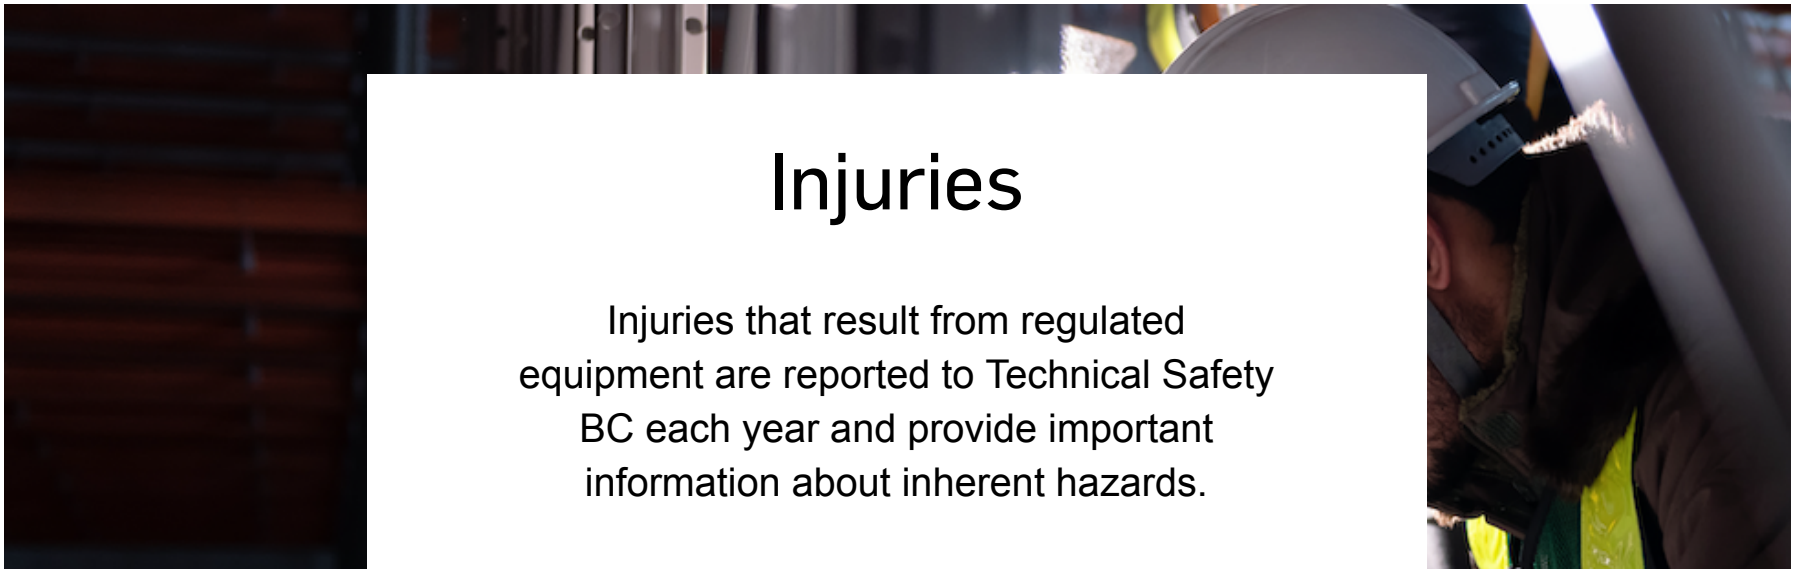 Injuries
Injuries that result from regulated
equipment are reported to Technical Safety
BC each year and provide important
information about inherent hazards.